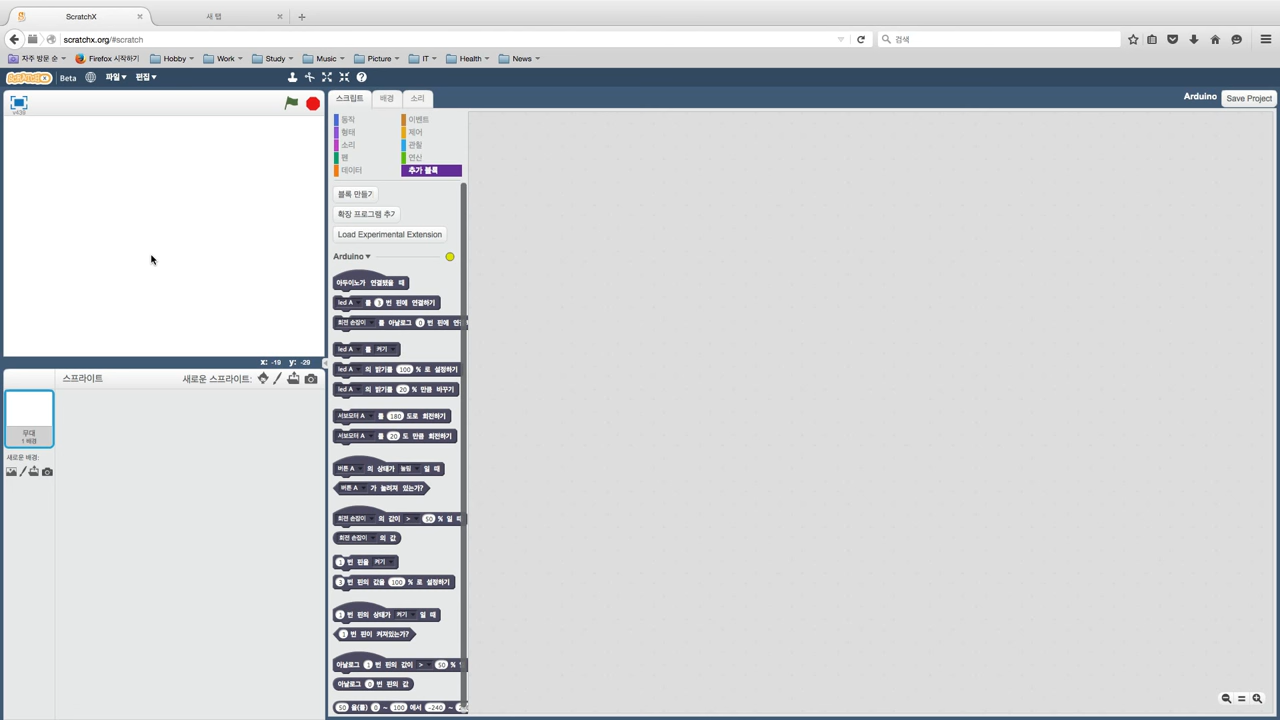 ScratchX
새 탭
scratchx.org/#scratch
검색
자주 방문 순
Firefox 시작하기
Hobby
Work
Study
Music
Picture
IT
Health
News
SCRATCHX
Beta
파일
편집
v439
스크립트
배경
소리
Arduino
Save Project
동작
이벤트
형태
제어
소리
관찰
펜
연산
데이터
추가 블록
블록 만들기
확장 프로그램 추가
Load Experimental Extension
Arduino
아두이노가 연결됐을 때
led A 를 3 번 핀에 연결하기
회전 손잡이 를 아날로그 0 번 핀에 연결
led A 를 켜기
led A 의 밝기를 100 % 로 설정하기
led A 의 밝기를 20 % 만큼 바꾸기
서보모터 A 를 180 도로 회전하기
서보모터 A 를 20 도 만큼 회전하기
버튼 A 의 상태가 눌림 일 때
버튼 A 가 눌려져 있는가?
회전 손잡이 의 값이 > 50 % 일 때
회전 손잡이 의 값
1 번 핀을 켜기
3 번 핀의 값을 100 % 로 설정하기
1 번 핀의 상태가 켜기 일 때
1 번 핀이 켜져있는가?
아날로그 1 번 핀의 값이 > 50 %
아날로그 0 번 핀의 값
50 을(를) 0 ~ 100 에서 -240 ~
x: -19 y: -29
스프라이트
새로운 스프라이트:
무대
1 배경
새로운 배경: